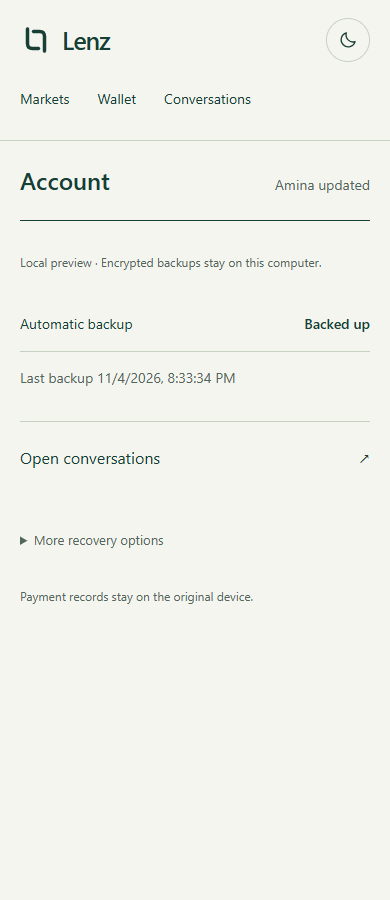 Lenz
Markets Wallet Conversations
Account Amina updated
Local preview · Encrypted backups stay on this computer.
Automatic backup Backed up
Last backup 11/4/2026, 8:33:34 PM
Open conversations ↗
▶ More recovery options
Payment records stay on the original device.